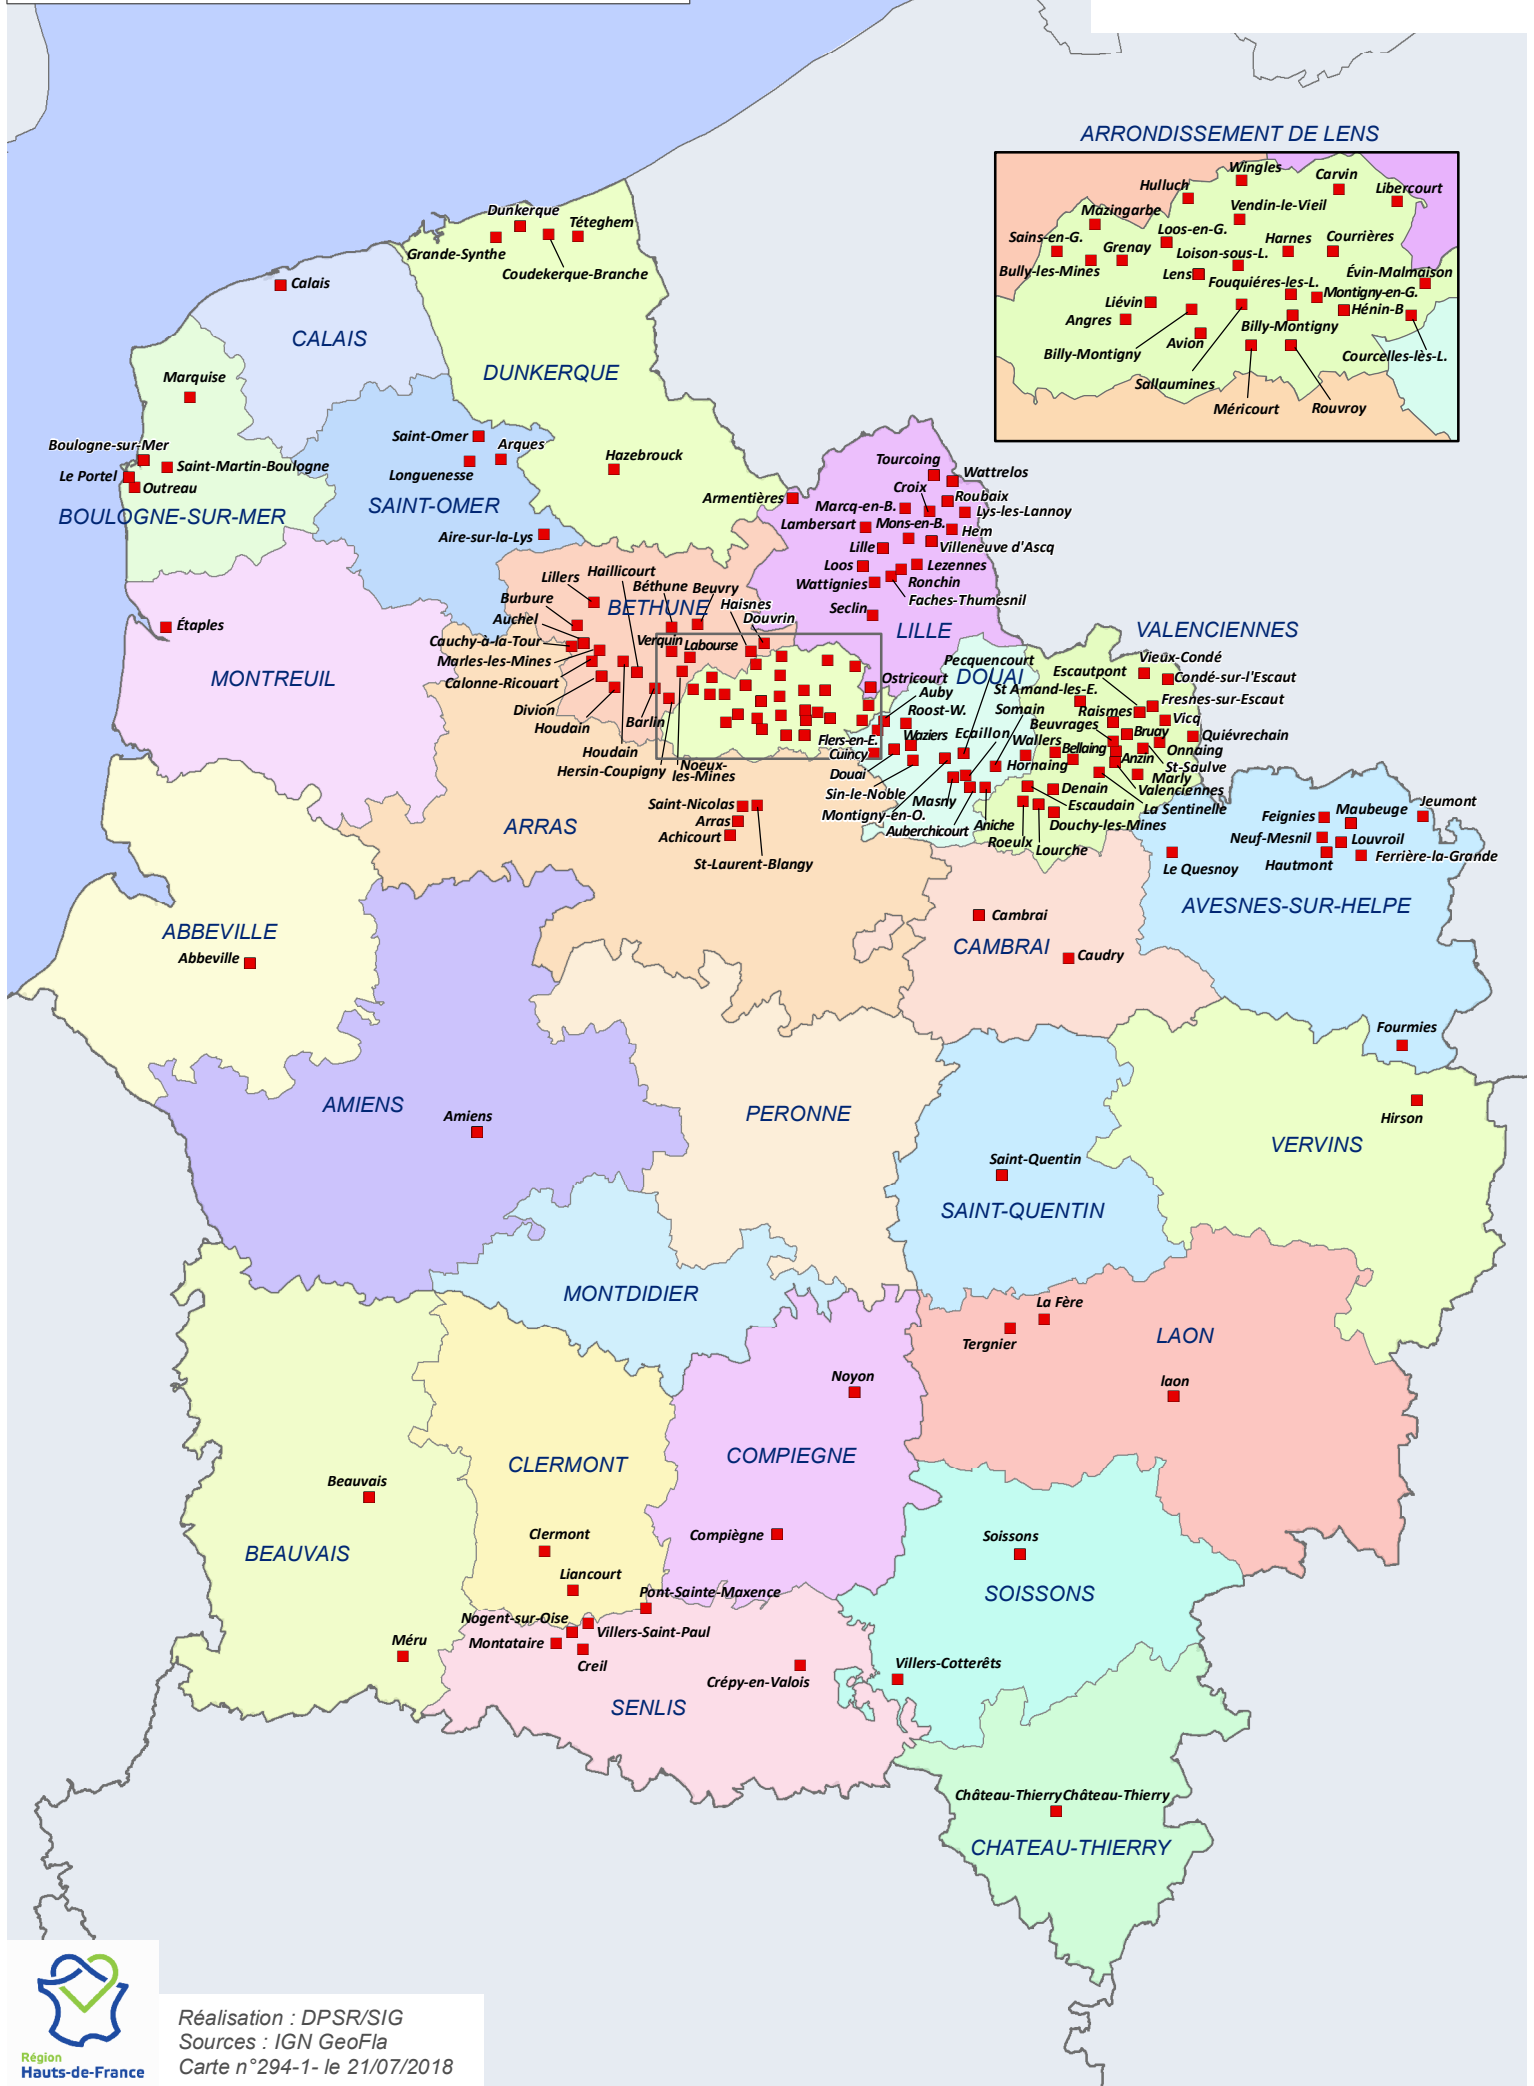 ARRONDISSEMENT DE LENS
Wingles
Hulluch
Carvin
Libercourt
Mazingarbe
Vendin-le-Vieil
Loos-en-G.
Sains-en-G.
Grenay
Loison-sous-L.
Harnes
Courrières
Bully-les-Mines
Lens
Évin-Malmaison
Fouquiéres-les-L.
Montigny-en-G.
Liévin
Hénin-B
Angres
Billy-Montigny
Billy-Montigny
Avion
Courcelles-lès-L.
Sallaumines
Méricourt
Rouvroy
Dunkerque
Téteghem
Grande-Synthe
Coudekerque-Branche
Calais
CALAIS
DUNKERQUE
Marquise
Boulogne-sur-Mer
Saint-Martin-Boulogne
Le Portel
Outreau
BOULOGNE-SUR-MER
Saint-Omer
Arques
Longuenesse
SAINT-OMER
Aire-sur-la-Lys
Hazebrouck
Armentières
Tourcoing
Wattrelos
Croix
Roubaix
Marcq-en-B.
Lys-les-Lannoy
Lambersart
Mons-en-B.
Hem
Lille
Villeneuve d'Ascq
Loos
Lezennes
Wattignies
Ronchin
Faches-Thumesnil
Seclin
LILLE
Haillicourt
Lillers
Béthune
Beuvry
Burbure
BETHUNE
Haisnes
Auchel
Douvrin
Cauchy-à-la-Tour
Verquin
Labourse
Marles-les-Mines
Calonne-Ricouart
Divion
Houdain
Barlin
Houdain
Hersin-Coupigny
Noeux-
les-Mines
Étaples
MONTREUIL
VALENCIENNES
Pecquencourt
DOUAI
Ostricourt
St Amand-les-E.
Escautpont
Vieux-Condé
Condé-sur-l'Escaut
Auby
Somain
Raismes
Fresnes-sur-Escaut
Roost-W.
Beuvrages
Vicq
Flers-en-E.
Waziers
Ecaillon
Wallers
Bellaing
Bruay
Quiévrechain
Cuincy
Anzin
Onnaing
Douai
Hornaing
St-Saulve
Marly
Sin-le-Noble
Denain
Valenciennes
Masny
Escaudain
La Sentinelle
Montigny-en-O.
Auberchicourt
Aniche
Douchy-les-Mines
Roeulx
Lourche
Saint-Nicolas
Arras
Achicourt
ARRAS
St-Laurent-Blangy
Feignies
Maubeuge
Jeumont
Neuf-Mesnil
Louvroil
Le Quesnoy
Hautmont
Ferrière-la-Grande
AVESNES-SUR-HELPE
Cambrai
CAMBRAI
Caudry
Fourmies
ABBEVILLE
Abbeville
AMIENS
Amiens
PERONNE
Hirson
VERVINS
Saint-Quentin
SAINT-QUENTIN
MONTDIDIER
La Fère
Tergnier
LAON
laon
Noyon
COMPIEGNE
Compiègne
CLERMONT
Clermont
Liancourt
Beauvais
BEAUVAIS
Méru
Soissons
SOISSONS
Pont-Sainte-Maxence
Nogent-sur-Oise
Villers-Saint-Paul
Montataire
Creil
Crépy-en-Valois
Villers-Cotterêts
SENLIS
Château-Thierry Château-Thierry
CHATEAU-THIERRY
Région
Hauts-de-France
Réalisation : DPSR/SIG
Sources : IGN GeoFla
Carte n°294-1- le 21/07/2018